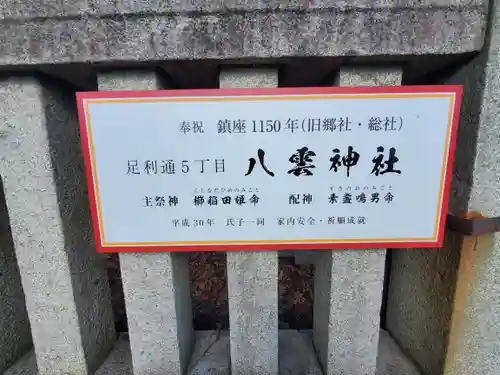 奉祝 鎮座1150年(旧郷社・総社)
足利通5丁目 八雲神社
くしなだひめのみこと すさのおのみこと
主祭神 櫛稲田姫命 配神 素盞嗚男命
平成30年 氏子一同 家内安全・祈願成就